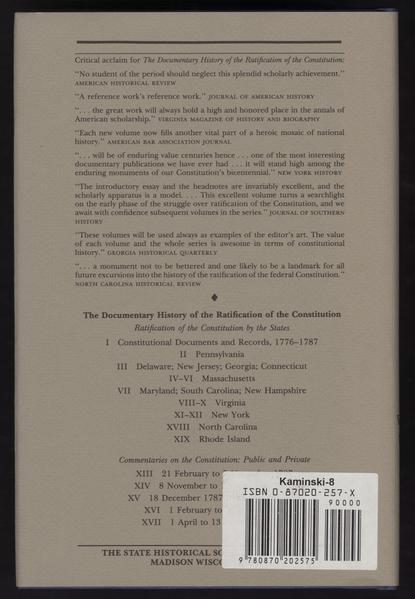 Critical acclaim for The Documentary History of the Ratification of the Constitution:
"No student of the period should neglect this splendid scholarly achievement."
AMERICAN HISTORICAL REVIEW
"A reference work's reference work." JOURNAL OF AMERICAN HISTORY
". . . the great work will always hold a high and honored place in the annals of
American scholarship." VIRGINIA MAGAZINE OF HISTORY AND BIOGRAPHY
"Each new volume now fills another vital part of a heroic mosaic of national
history." AMERICAN BAR ASSOCIATION JOURNAL
". . . will be of enduring value centuries hence . . . one of the most interesting
documentary publications we have ever had . . . it will stand high among the
enduring monuments of our Constitution's bicentennial." NEW YORK HISTORY
"The introductory essay and the headnotes are invariably excellent, and the
scholarly apparatus is a model. . . . This excellent volume turns a searchlight
on the early phase of the struggle over ratification of the Constitution, and we
await with confidence subsequent volumes in the series." JOURNAL OF SOUTHERN
HISTORY
"These volumes will be used always as examples of the editor's art. The value
of each volume and the whole series is awesome in terms of constitutional
history." GEORGIA HISTORICAL QUARTERLY
". . . a monument not to be bettered and one likely to be a landmark for all
future excursions into the history of the ratification of the federal Constitution."
NORTH CAROLINA HISTORICAL REVIEW
The Documentary History of the Ratification of the Constitution
Ratification of the Constitution by the States
I Constitutional Documents and Records, 1776–1787
II Pennsylvania
III Delaware; New Jersey; Georgia; Connecticut
IV–VI Massachusetts
VII Maryland; South Carolina; New Hampshire
VIII–X Virginia
XI–XII New York
XVIII North Carolina
XIX Rhode Island
Commentaries on the Constitution: Public and Private
XIII 21 February to
XIV 8 November to
XV 18 December 1787
XVI 1 February to
XVII 1 April to 13
THE STATE HISTORICAL
MADISON
Kaminski-8
ISBN 0-87020-257-X
90000
9 780870 202575